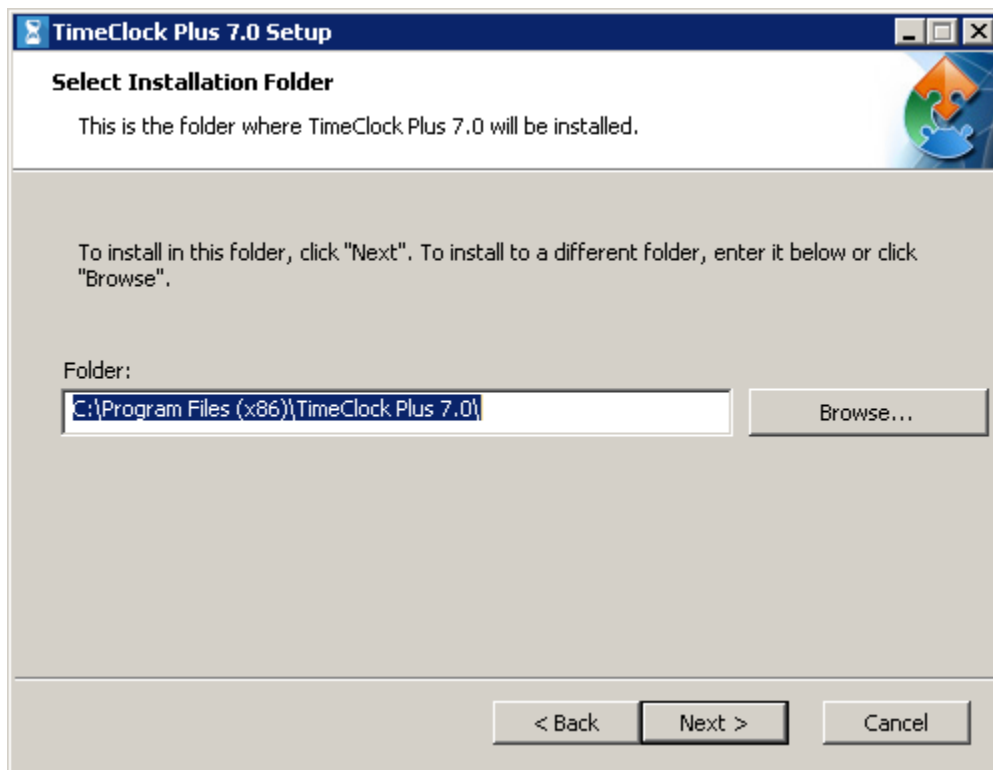 TimeClock Plus 7.0 Setup
Select Installation Folder
This is the folder where TimeClock Plus 7.0 will be installed.
To install in this folder, click "Next". To install to a different folder, enter it below or click
"Browse".
Folder:
C:\Program Files (x86)\TimeClock Plus 7.0\
Browse...
< Back
Next >
Cancel